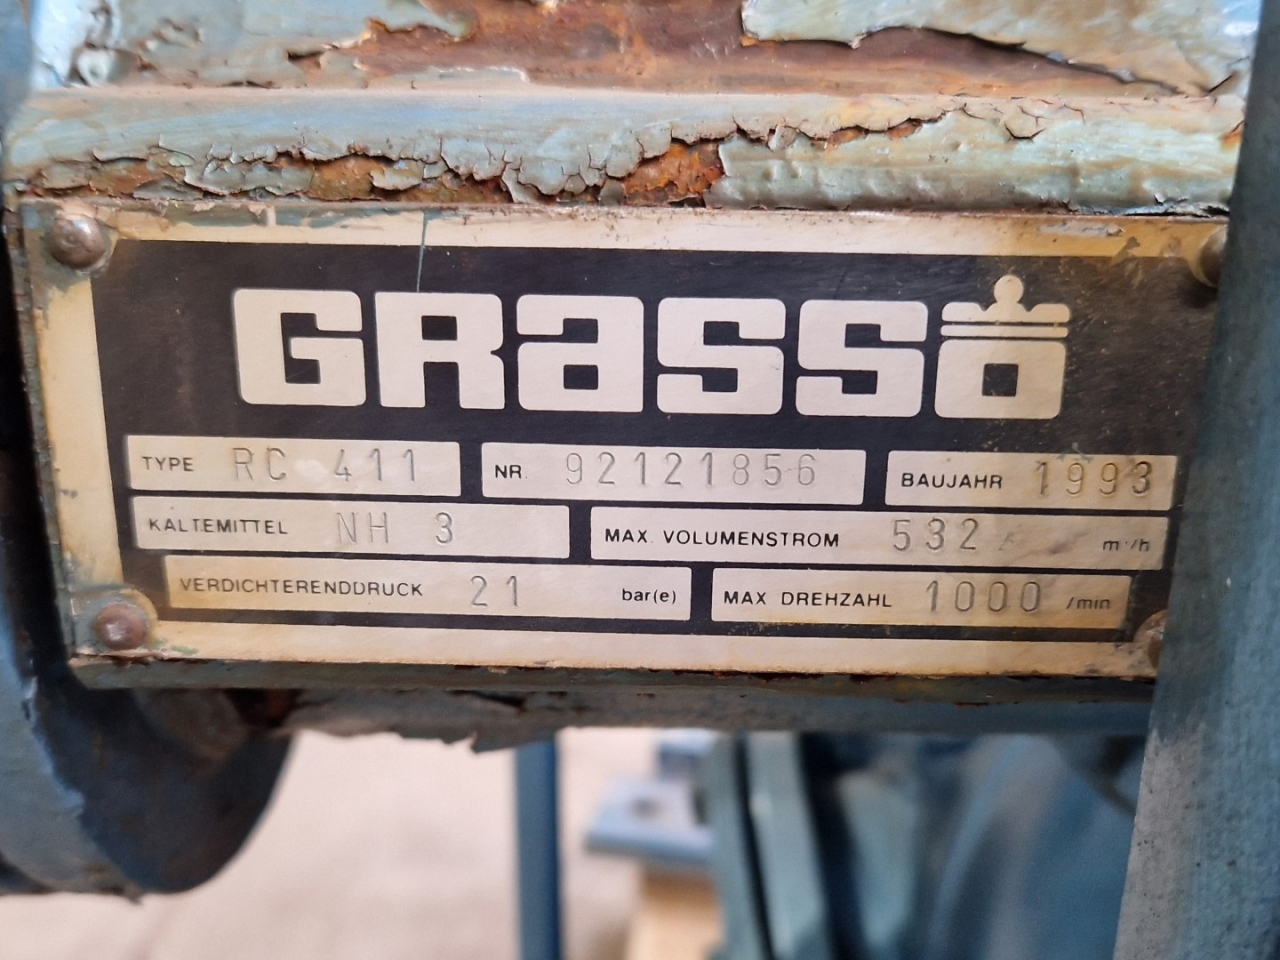 Grasso
TYPE RC 411 NR. 92121856 BAUJAHR 1993
KALTEMITTEL NH 3 MAX. VOLUMENSTROM 532 m³/h
VERDICHTERENDDRUCK 21 bar(e) MAX DREHZAHL 1000 /min